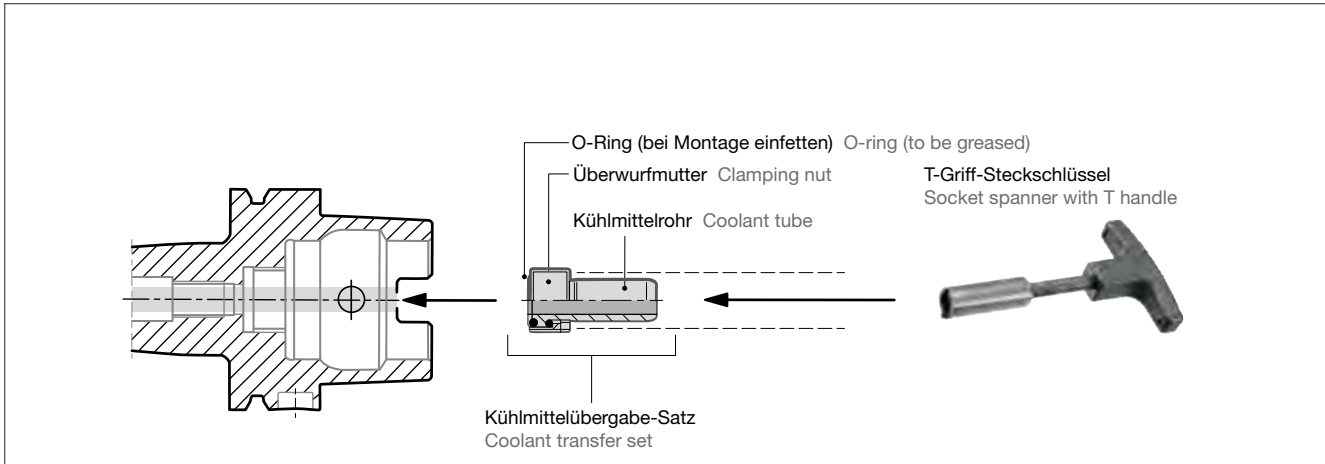 O-Ring (bei Montage einfetten) O-ring (to be greased)
Überwurfmutter Clamping nut
Kühlmittelrohr Coolant tube
T-Griff-Steckschlüssel
Socket spanner with T handle
Kühlmittelübergabe-Satz
Coolant transfer set